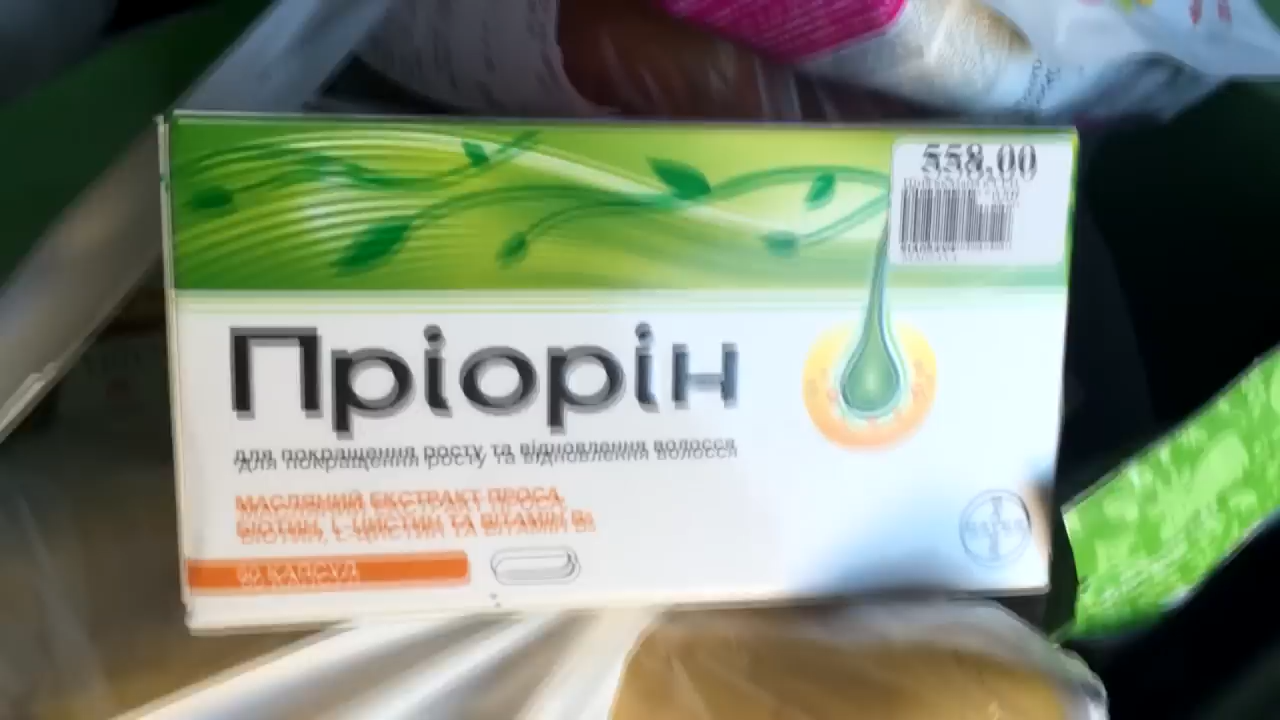 558,00
Пріорін
для покращення росту та відновлення волосся
МАСЛЯНИЙ ЕКСТРАКТ ПРОСА,
БІОТИН, L-ЦИСТИН ТА ВІТАМІН В₅
КАПСУЛ
BAYER